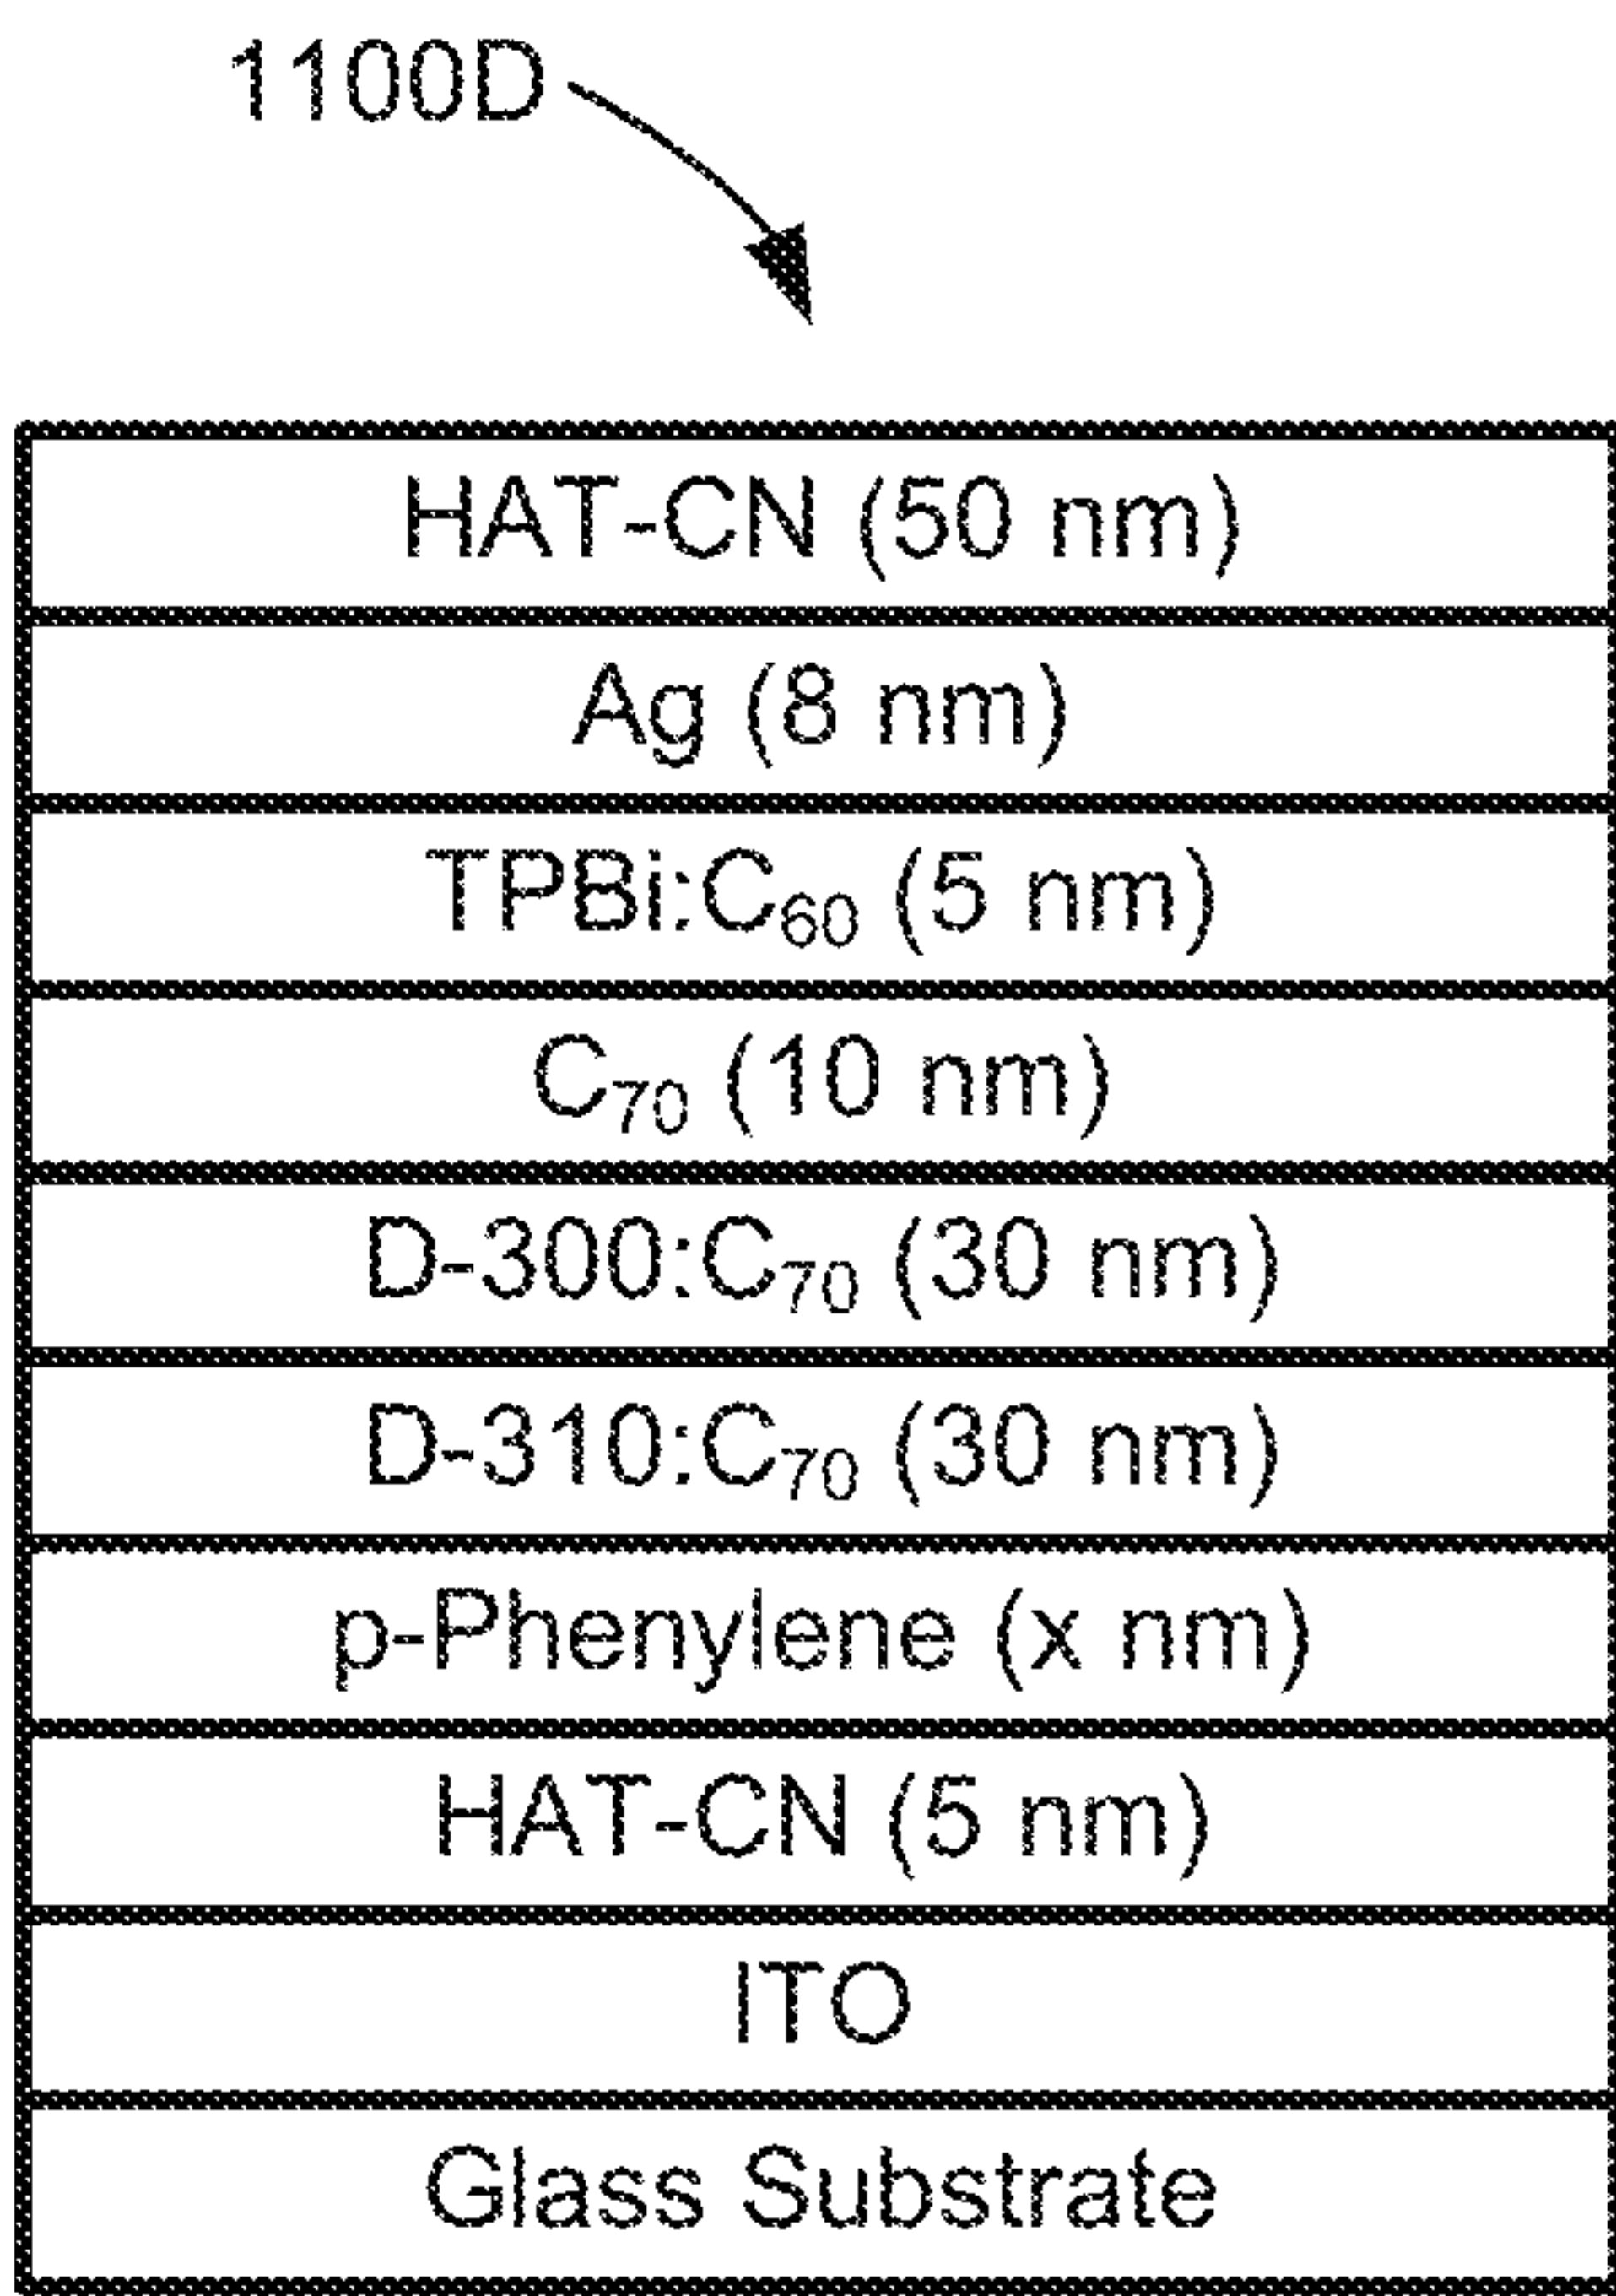 1100D
HAT-CN (50 nm)
Ag (8 nm)
TPBi:C₆₀ (5 nm)
C₇₀ (10 nm)
D-300:C₇₀ (30 nm)
D-310:C₇₀ (30 nm)
p-Phenylene (x nm)
HAT-CN (5 nm)
ITO
Glass Substrate